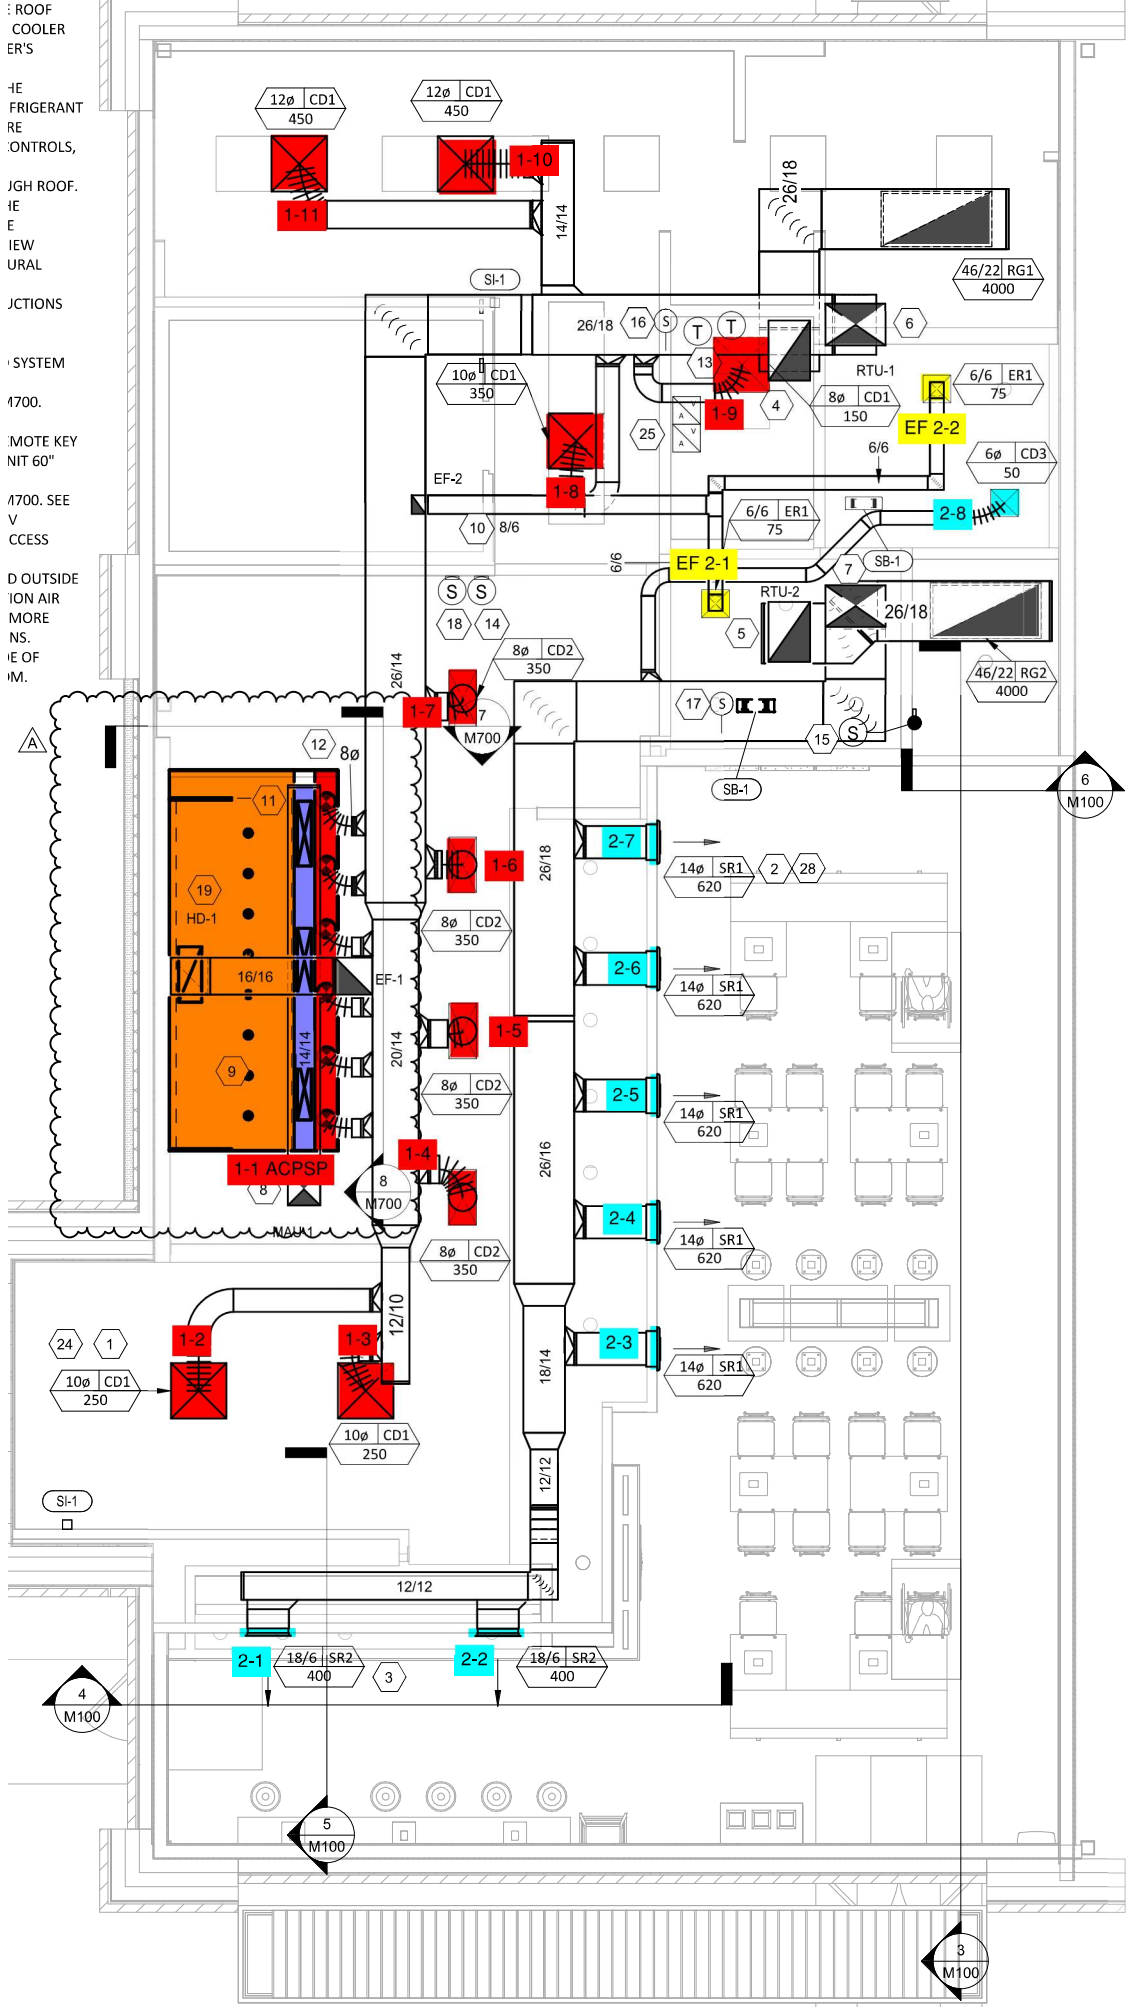 E ROOF
COOLER
ER'S
HE
FRIGERANT
RE
CONTROLS,
UGH ROOF.
HE
E
IEW
URAL
UCTIONS
SYSTEM
M700.
EMOTE KEY
NIT 60"
M700. SEE
V
CCESS
D OUTSIDE
TION AIR
MORE
NS.
DE OF
OM.
12ø CD1
450
12ø CD1
450
1-10
1-11
14/14
26/18
46/22 RG1
4000
SI-1
26/18
16
S
T
T
6
13
RTU-1
10ø CD1
350
1-9
4
8ø CD1
150
6/6 ER1
75
25
V
A
V
A
EF 2-2
6/6
6ø CD3
50
EF-2
1-8
2-8
10
8/6
6/6 ER1
75
6/6
EF 2-1
7
SB-1
S
S
RTU-2
26/18
18
14
5
8ø CD2
350
46/22 RG2
4000
26/14
1-7
7
M700
17
S
15
S
A
12
8ø
SB-1
6
M100
11
2-7
14ø SR1
620
2
28
1-6
26/18
19
HD-1
8ø CD2
350
2-6
14ø SR1
620
16/16
EF-1
1-5
14/14
20/14
9
8ø CD2
350
2-5
14ø SR1
620
1-4
26/16
1-1 ACPSP
8
8
M700
2-4
14ø SR1
620
MAU-1
8ø CD2
350
12/10
1-2
1-3
24
1
10ø CD1
250
18/14
2-3
14ø SR1
620
10ø CD1
250
12/12
SI-1
12/12
2-1
18/6 SR2
400
3
2-2
18/6 SR2
400
4
M100
5
M100
3
M100